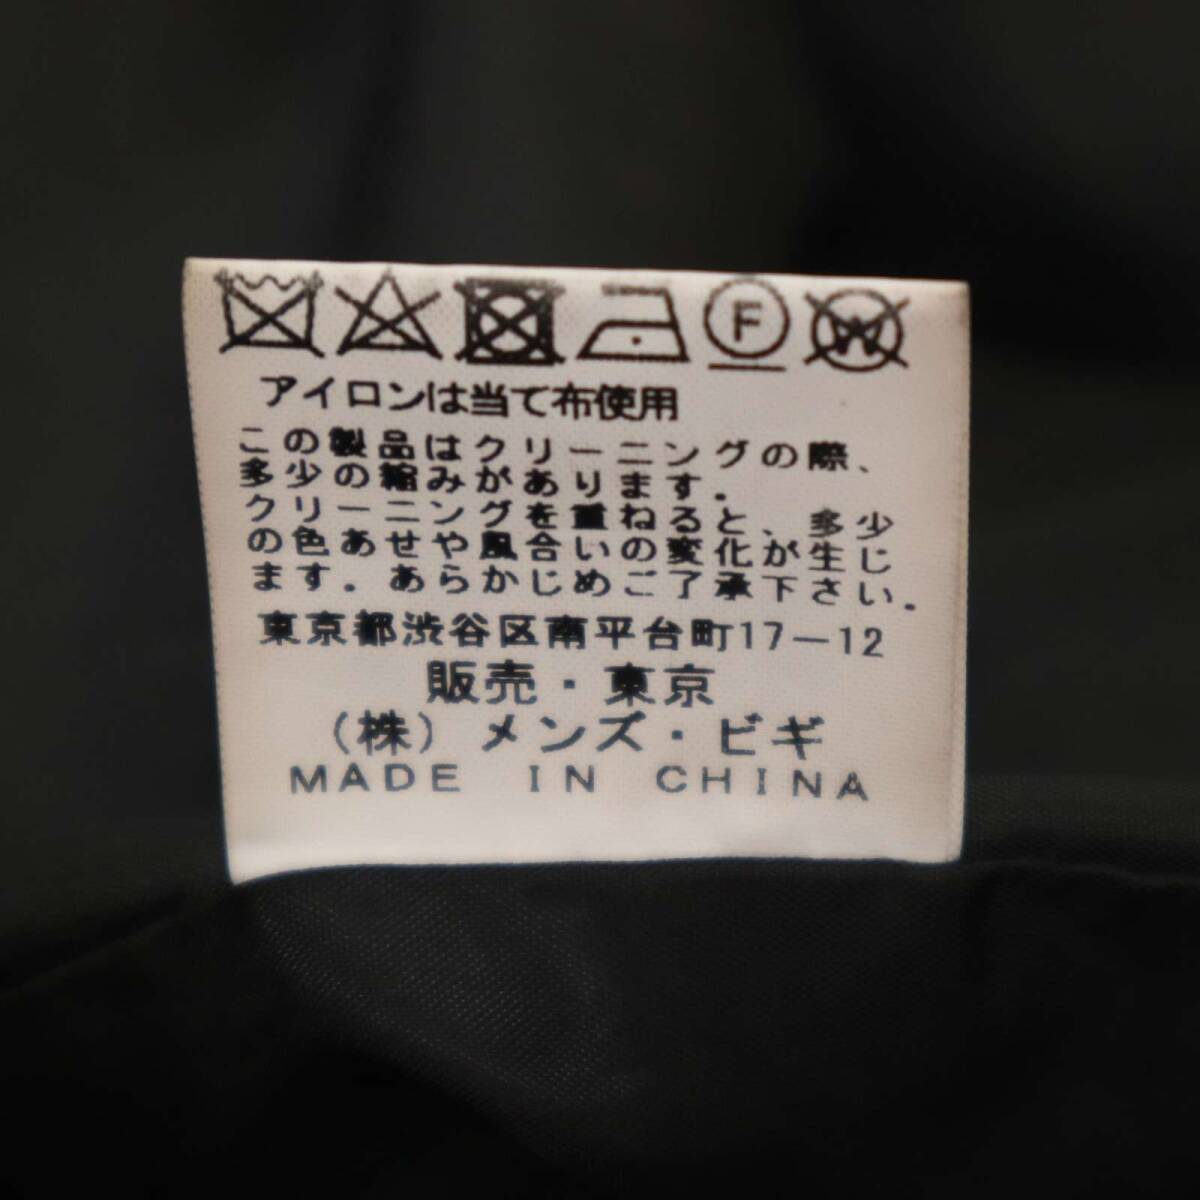 F W
アイロンは当て布使用
この製品はクリーニングの際、
多少の縮みがあります．
クリーニングを重ねると、多少
の色あせや風合いの変化が生じ
ます．あらかじめご了承下さい．
東京都渋谷区南平台町17－12
販売・東京
（株）メンズ・ビギ
MADE IN CHINA